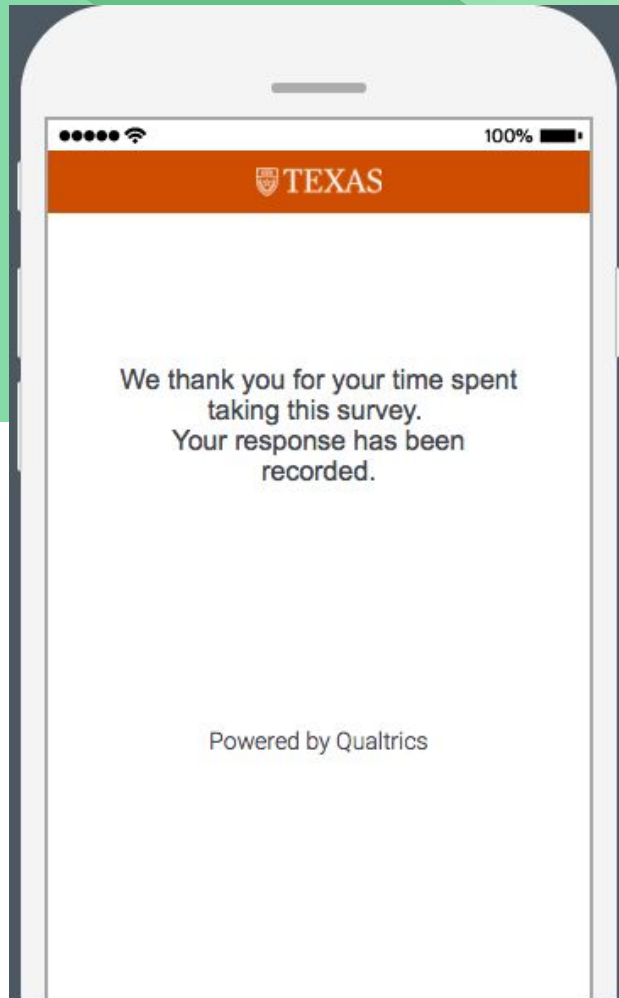 100%
TEXAS
We thank you for your time spent
taking this survey.
Your response has been
recorded.
Powered by Qualtrics